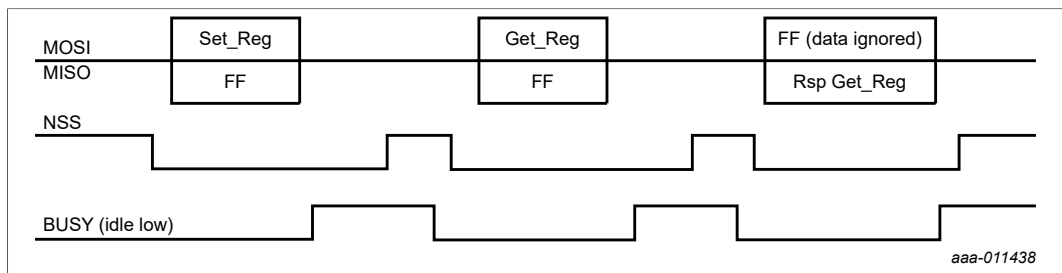 MOSI
Set_Reg
Get_Reg
FF (data ignored)
MISO
FF
FF
Rsp Get_Reg
NSS
BUSY (idle low)
aaa-011438